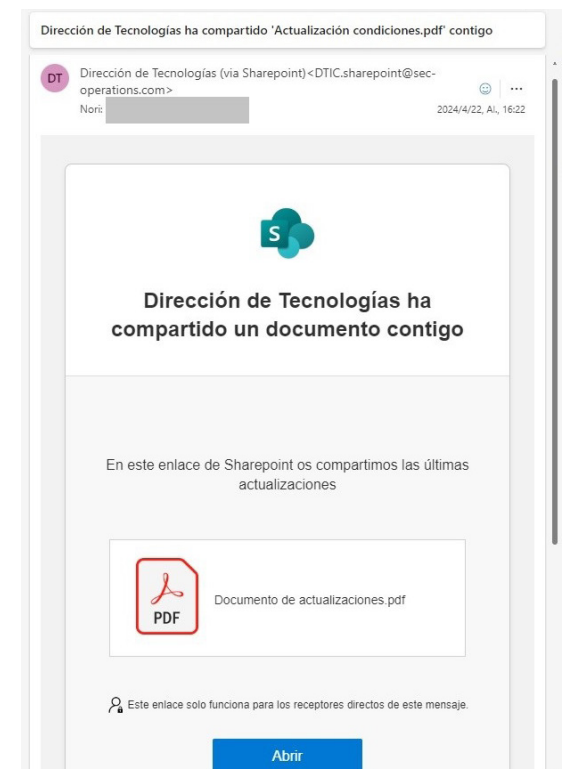 Dirección de Tecnologías ha compartido 'Actualización condiciones.pdf' contigo
DT
Dirección de Tecnologías (via Sharepoint)<DTIC.sharepoint@sec-
operations.com>
Nori:
2024/4/22, Al., 16:22
S
Dirección de Tecnologías ha
compartido un documento contigo
En este enlace de Sharepoint os compartimos las últimas
actualizaciones
PDF
Documento de actualizaciones.pdf
Este enlace solo funciona para los receptores directos de este mensaje.
Abrir